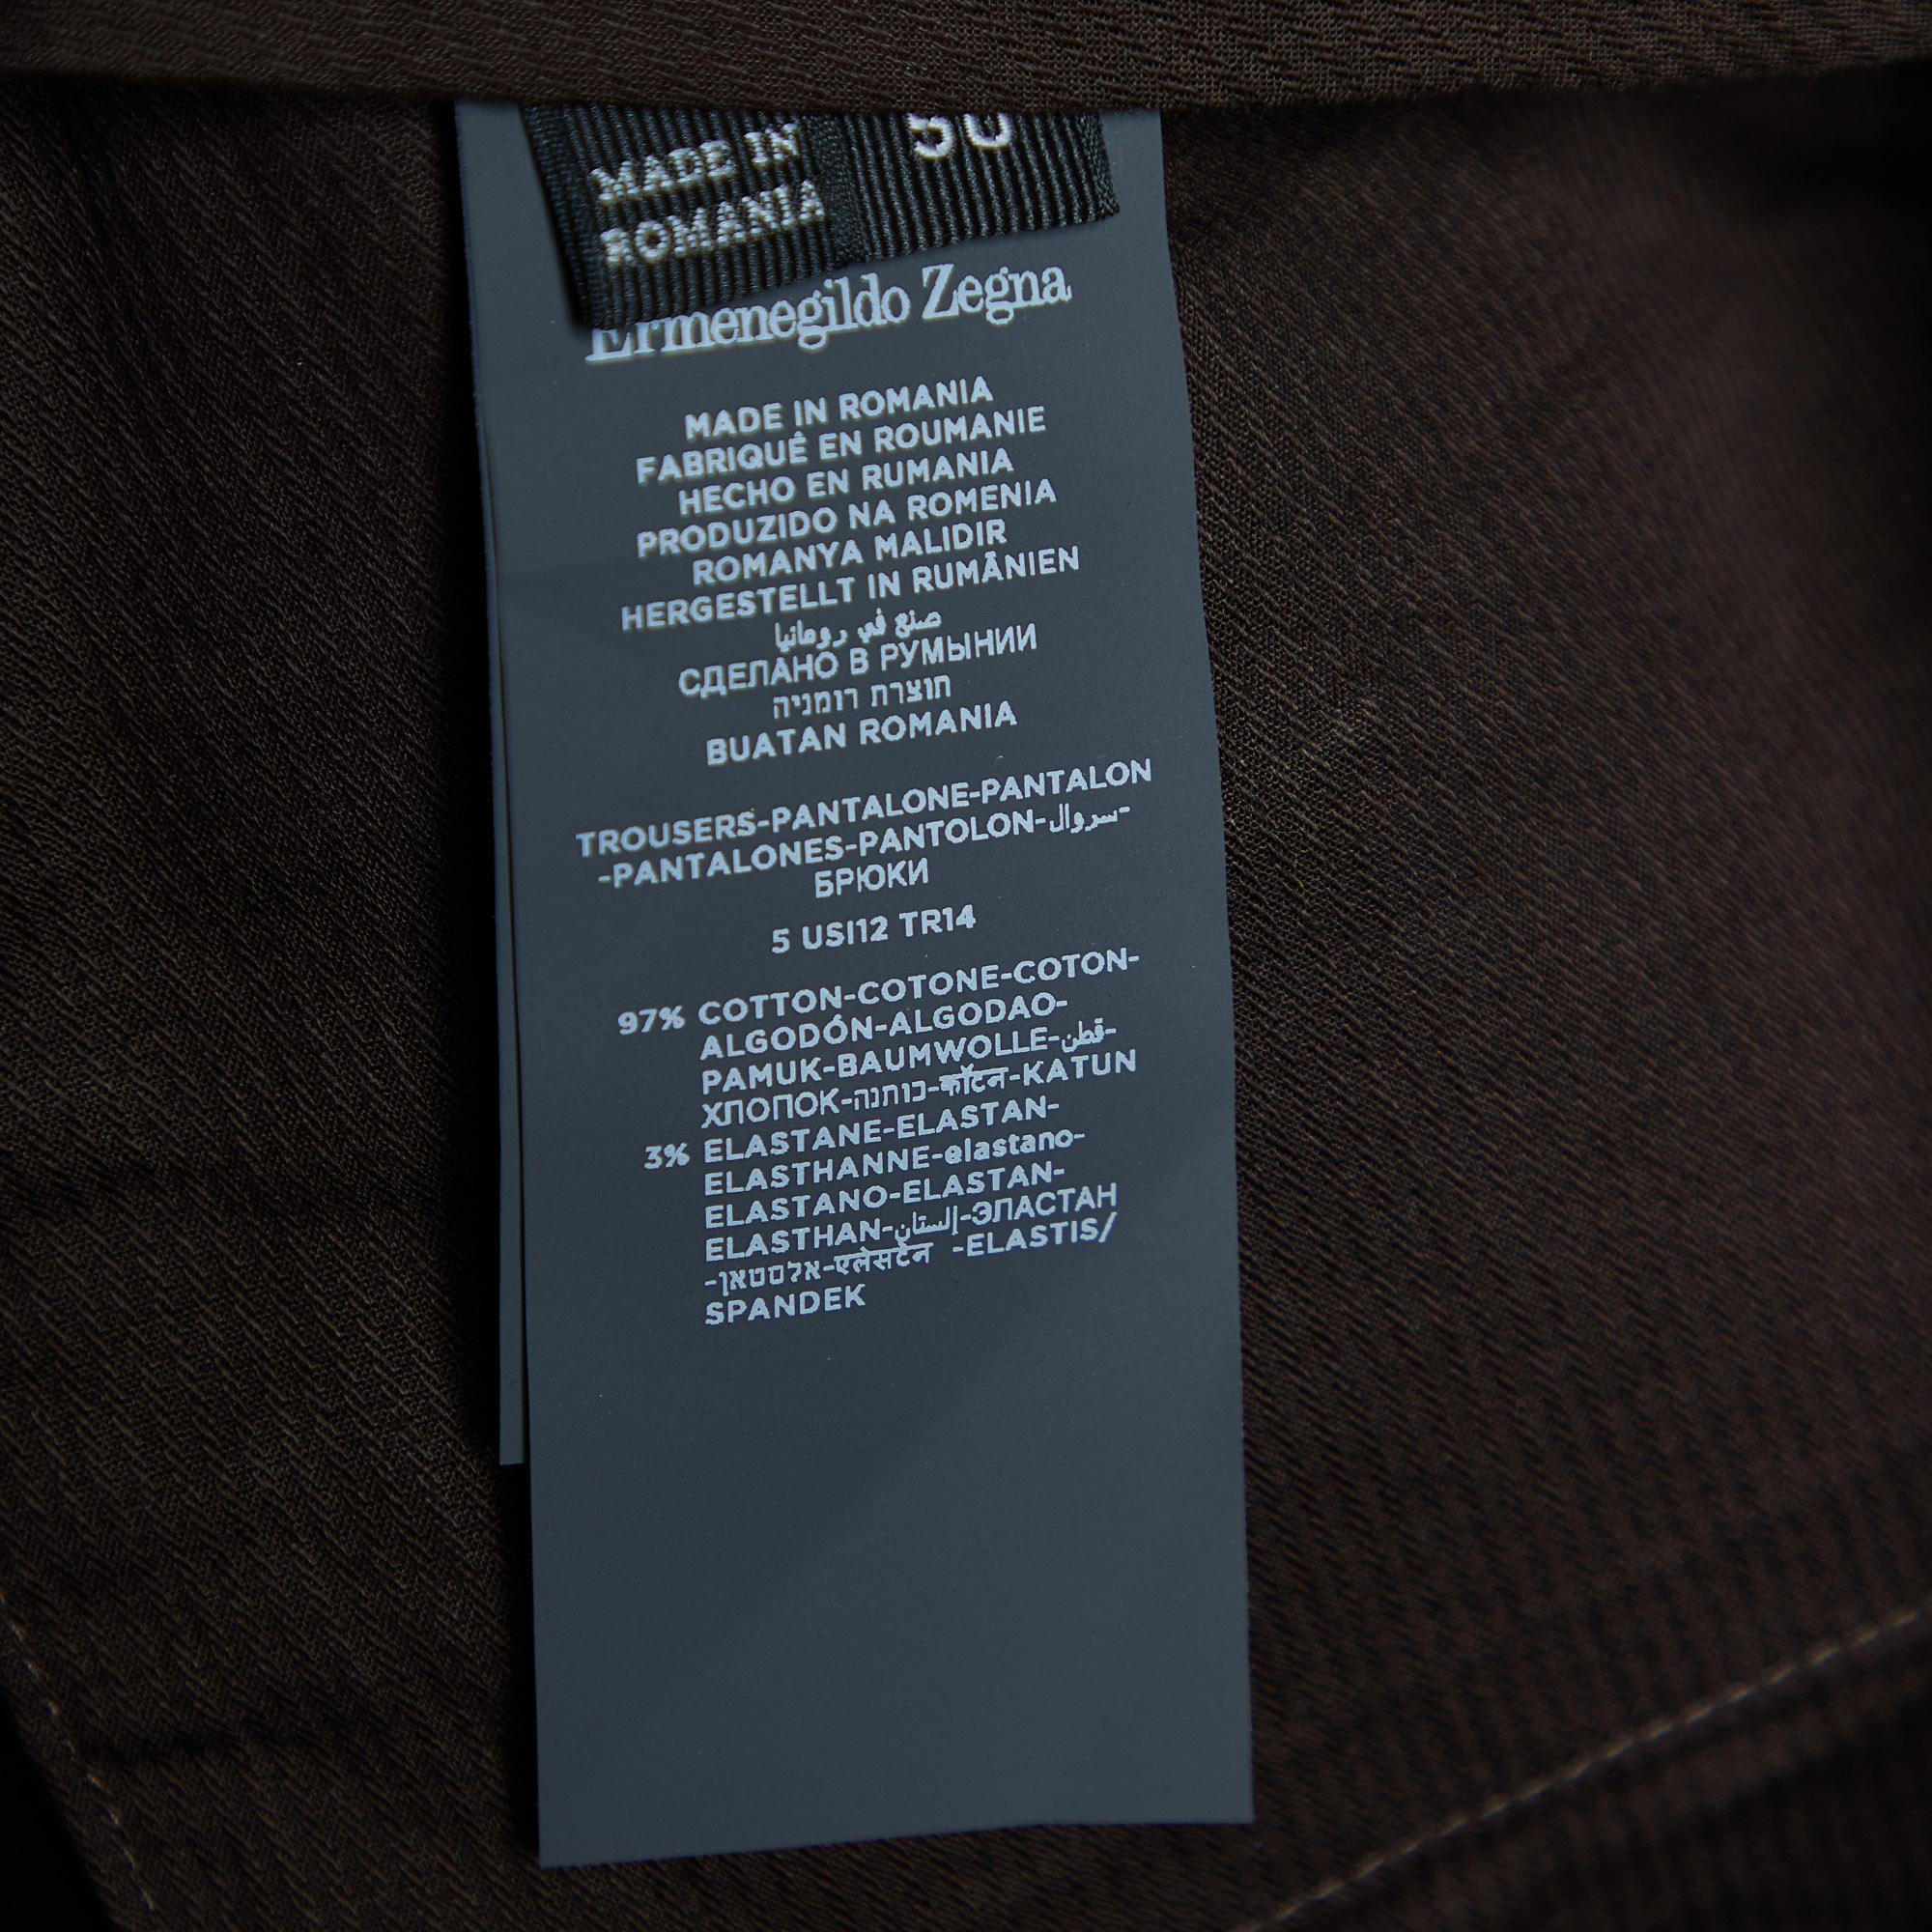 MADE IN
ROMANIA
50
Ermenegildo Zegna
MADE IN ROMANIA
FABRIQUÉ EN ROUMANIE
HECHO EN RUMANIA
PRODUZIDO NA ROMENIA
ROMANYA MALIDIR
HERGESTELLT IN RUMÄNIEN
صنع في رومانيا
СДЕЛАНО В РУМЫНИИ
תוצרת רומניה
BUATAN ROMANIA
TROUSERS-PANTALONE-PANTALON
-PANTALONES-PANTOLON-سروال-
БРЮКИ
5 USI12 TR14
97% COTTON-COTONE-COTON-
ALGODÓN-ALGODAO-
PAMUK-BAUMWOLLE-قطن-
ХЛОПОК-כותנה-कॉटन-KATUN
3% ELASTANE-ELASTAN-
ELASTHANNE-elastano-
ELASTANO-ELASTAN-
ELASTHAN-إلستان-ЭЛАСТАН
-אלסטאן-एलेसटेन -ELASTIS/
SPANDEK